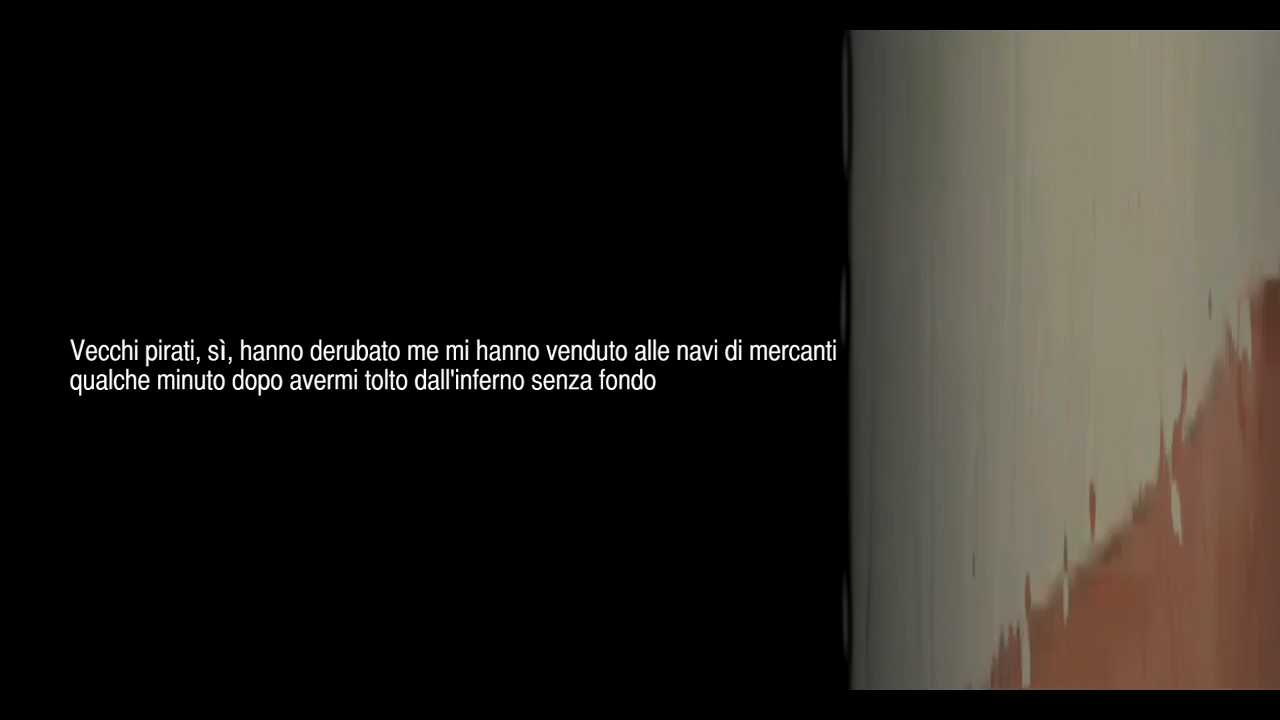 Vecchi pirati, sì, hanno derubato me mi hanno venduto alle navi di mercanti
qualche minuto dopo avermi tolto dall'inferno senza fondo